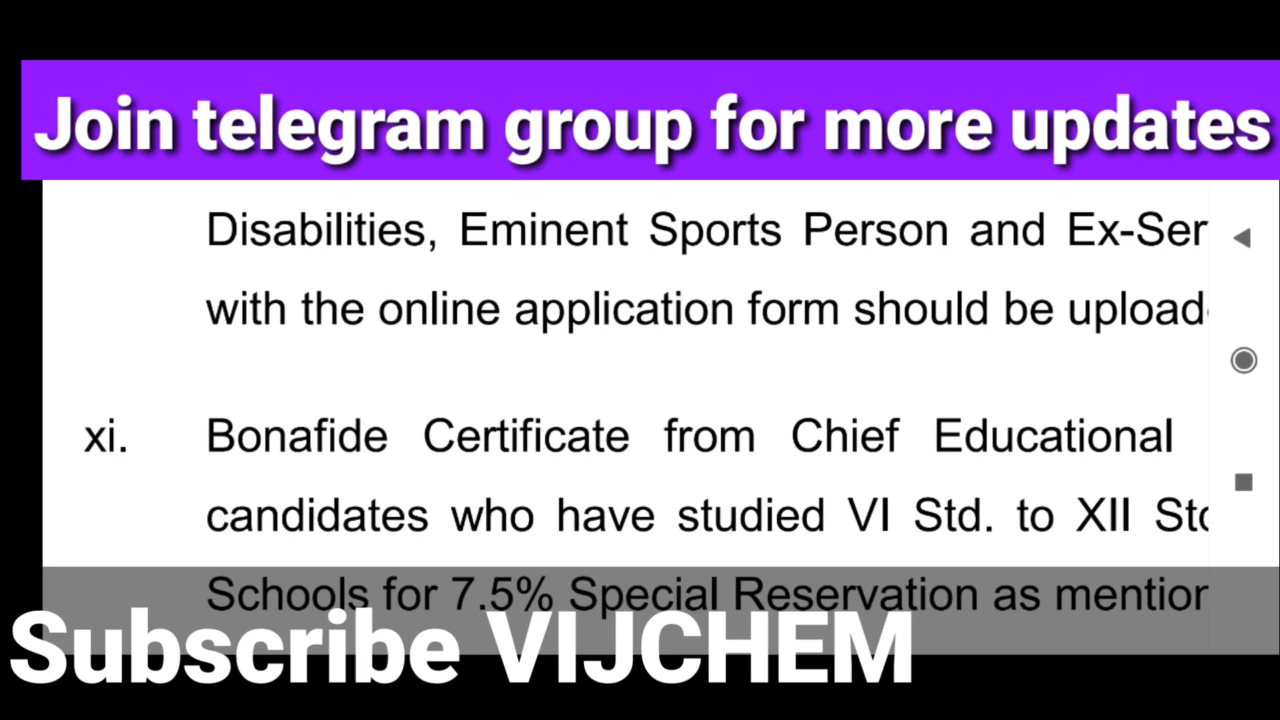 Join telegram group for more updates
Disabilities, Eminent Sports Person and Ex-Ser
with the online application form should be upload
xi. Bonafide Certificate from Chief Educational
candidates who have studied VI Std. to XII Std
Schools for 7.5% Special Reservation as mention
Subscribe VIJCHEM